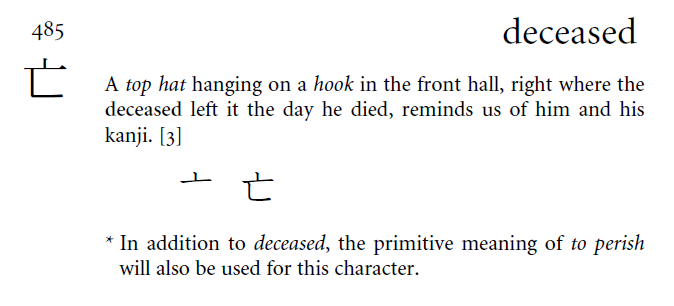 485 deceased
亡
A top hat hanging on a hook in the front hall, right where the
deceased left it the day he died, reminds us of him and his
kanji. [3]
亠 亡
* In addition to deceased, the primitive meaning of to perish
will also be used for this character.